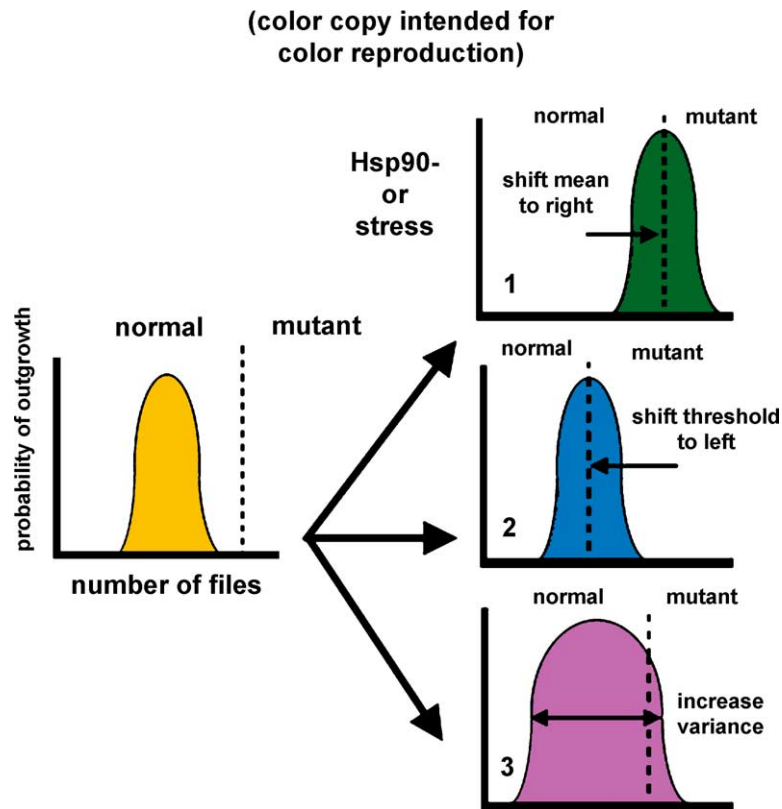 (color copy intended for
color reproduction)
Hsp90-
or
stress
normal mutant
shift mean
to right
1
normal mutant
probability of outgrowth
number of files
normal mutant
shift threshold
to left
2
normal mutant
increase
variance
3